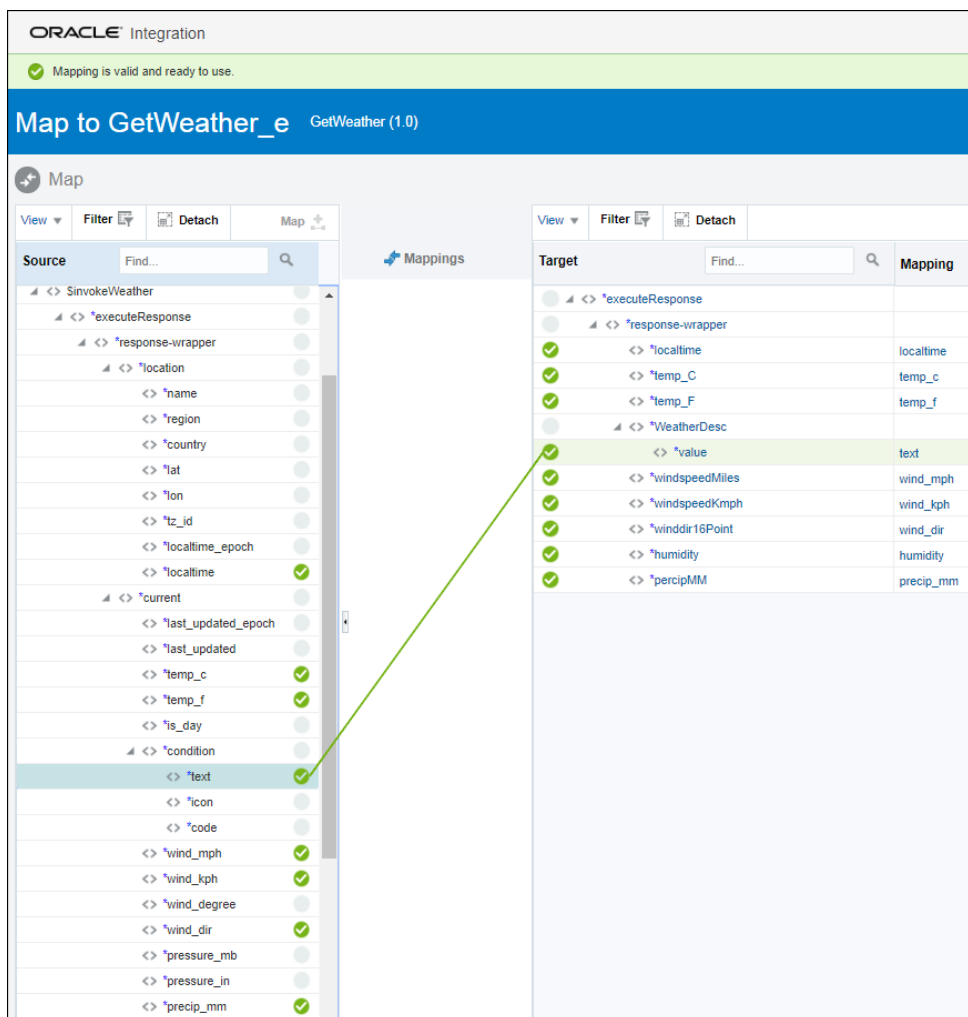 ORACLE® Integration
Mapping is valid and ready to use.
Map to GetWeather_e GetWeather (1.0)
Map
View Filter Detach Map
Source Find...
$invokeWeather
*executeResponse
*response-wrapper
*location
*name
*region
*country
*lat
*lon
*tz_id
*localtime_epoch
*localtime
*current
*last_updated_epoch
*last_updated
*temp_c
*temp_f
*is_day
*condition
*text
*icon
*code
*wind_mph
*wind_kph
*wind_degree
*wind_dir
*pressure_mb
*pressure_in
*precip_mm
Mappings
View Filter Detach
Target Find... Mapping
*executeResponse
*response-wrapper
*localtime localtime
*temp_C temp_c
*temp_F temp_f
*WeatherDesc
*value text
*windspeedMiles wind_mph
*windspeedKmph wind_kph
*winddir16Point wind_dir
*humidity humidity
*percipMM precip_mm